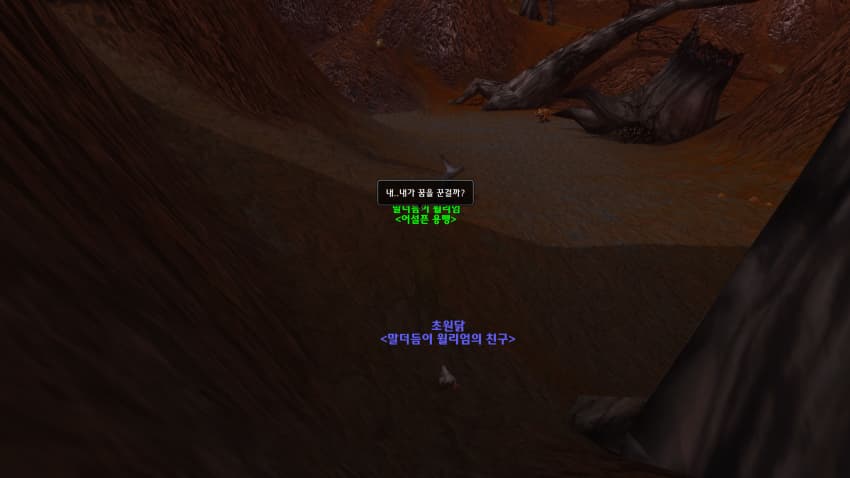 내..내가 꿈을 꾼걸까?
말더듬이 윌리엄
<어설픈 용맹>
초원닭
<말더듬이 윌리엄의 친구>